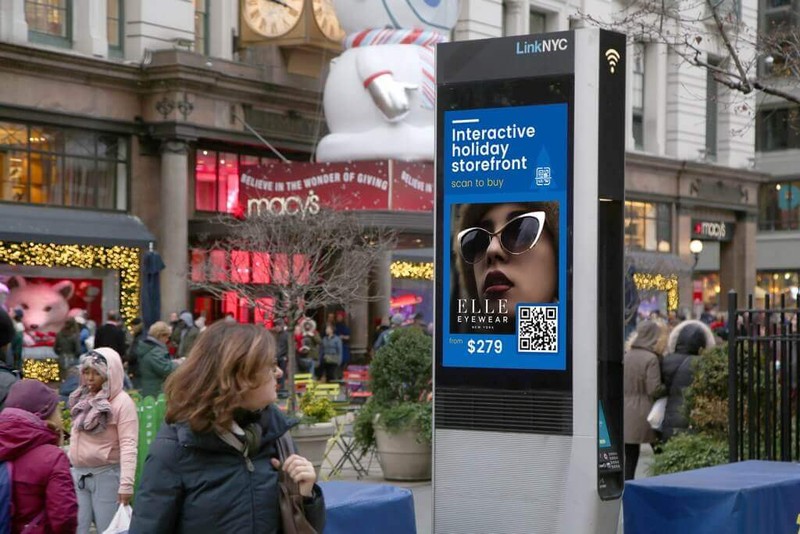 LinkNYC
Interactive
holiday
storefront
scan to buy
ELLE
EYEWEAR
NEW YORK
from $279
BELIEVE IN THE WONDER OF GIVING
BELIEVE IN
macy's
macy's